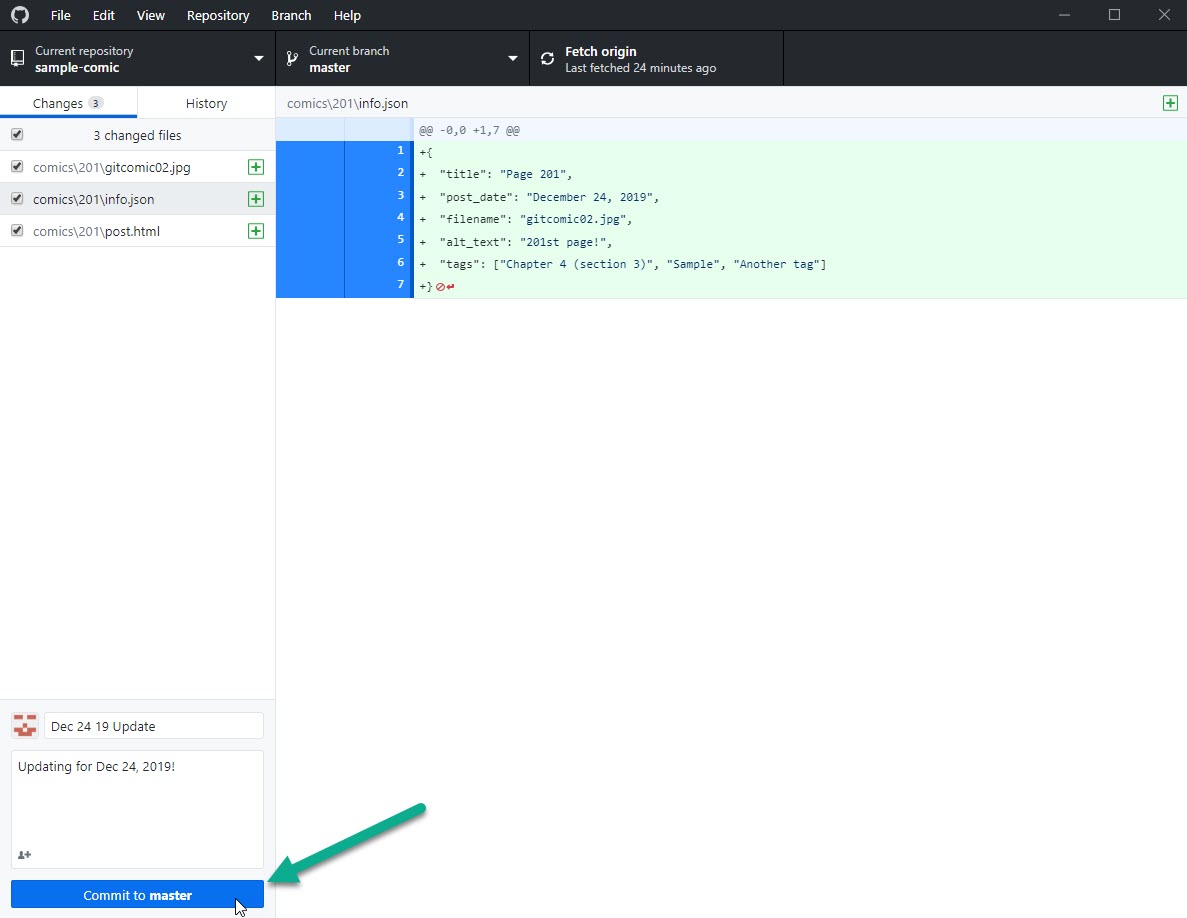 File Edit View Repository Branch Help
Current repository
sample-comic
Current branch
master
Fetch origin
Last fetched 24 minutes ago
Changes 3 History
3 changed files
comics\201\gitcomic02.jpg
comics\201\info.json
comics\201\post.html
comics\201\info.json
@@ -0,0 +1,7 @@
1 +{
2 + "title": "Page 201",
3 + "post_date": "December 24, 2019",
4 + "filename": "gitcomic02.jpg",
5 + "alt_text": "201st page!",
6 + "tags": ["Chapter 4 (section 3)", "Sample", "Another tag"]
7 +}
Dec 24 19 Update
Updating for Dec 24, 2019!
Commit to master